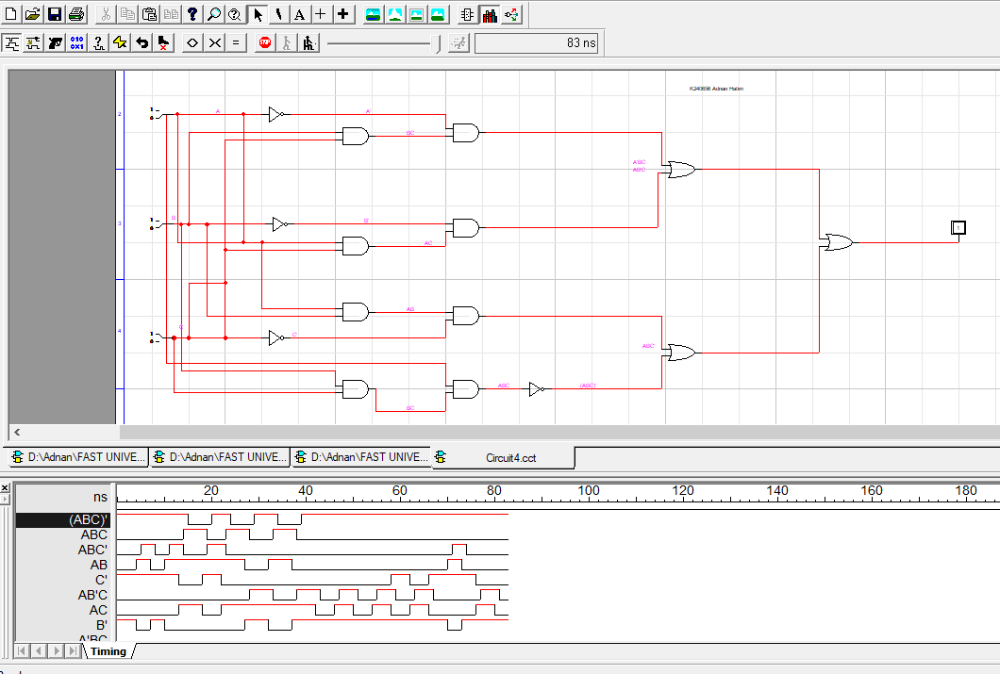 83 ns
K240656 Adnan Halim
2
A
A'
BC
A'BC
AB'C
3
B
B'
AC
1
4
C
AB
C'
ABC'
ABC
(ABC)'
BC
D:\Adnan\FAST UNIVE...
D:\Adnan\FAST UNIVE...
D:\Adnan\FAST UNIVE...
Circuit4.cct
ns
20 40 60 80 100 120 140 160 180
(ABC)'
ABC
ABC'
AB
C'
AB'C
AC
B'
A'BC
Timing